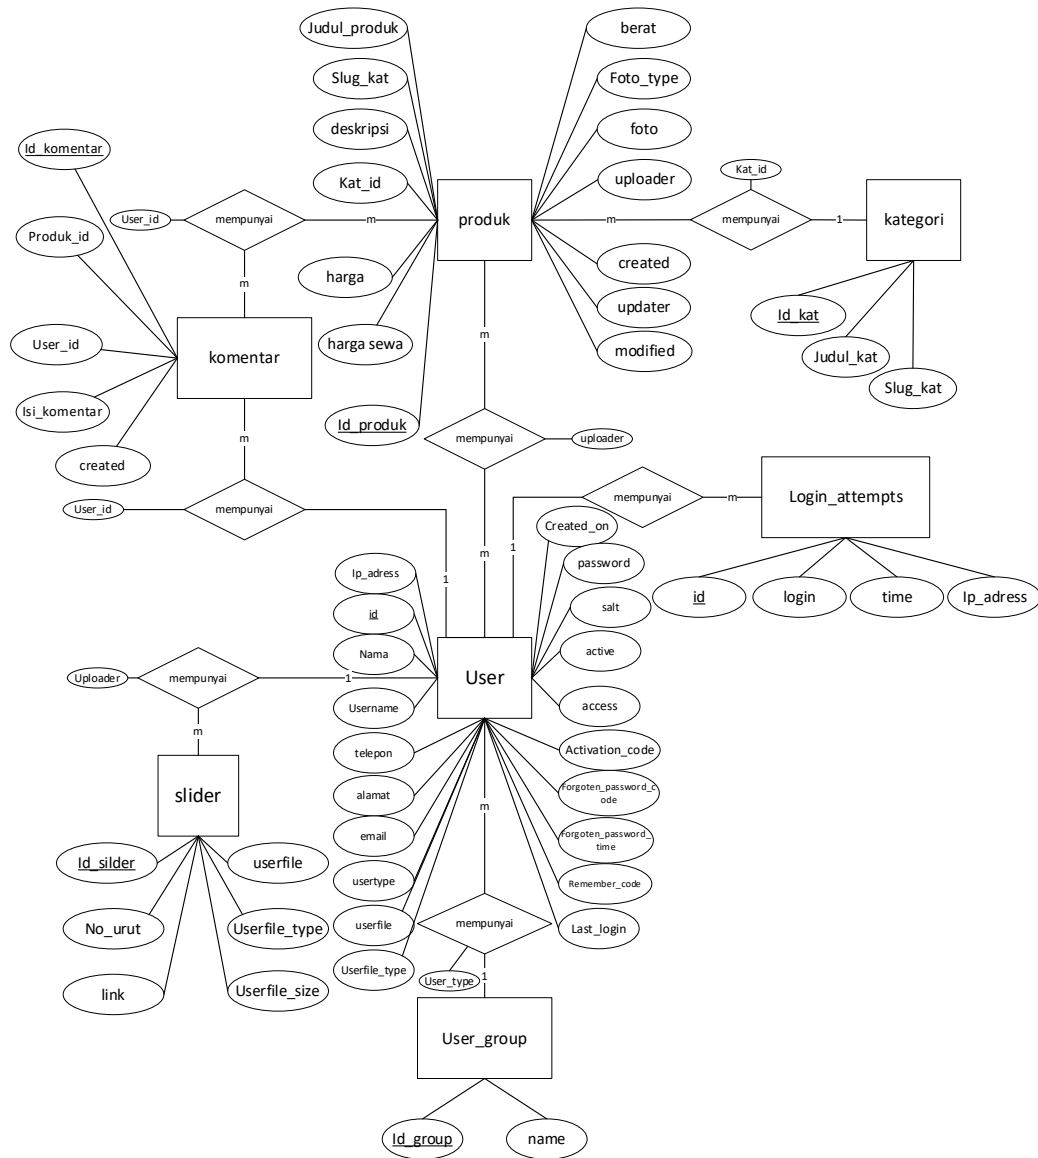 Judul_produk
berat
Slug_kat
Foto_type
deskripsi
foto
Id_komentar
Kat_id
uploader
Kat_id
User_id
mempunyai
m
produk
m
mempunyai
1
kategori
Produk_id
m
harga
created
updater
Id_kat
User_id
komentar
harga sewa
m
modified
Judul_kat
Isi_komentar
Slug_kat
created
m
Id_produk
mempunyai
uploader
User_id
mempunyai
mempunyai
m
Login_attempts
Created_on
1
1
m
password
Ip_adress
id
salt
id
login
time
Ip_adress
Nama
User
active
Uploader
mempunyai
1
Username
access
m
telepon
Activation_code
slider
alamat
Forgoten_password_c
ode
m
email
Forgoten_password_
time
Id_silder
userfile
usertype
Remember_code
No_urut
Userfile_type
userfile
mempunyai
Last_login
Userfile_type
User_type
1
link
Userfile_size
User_group
Id_group
name